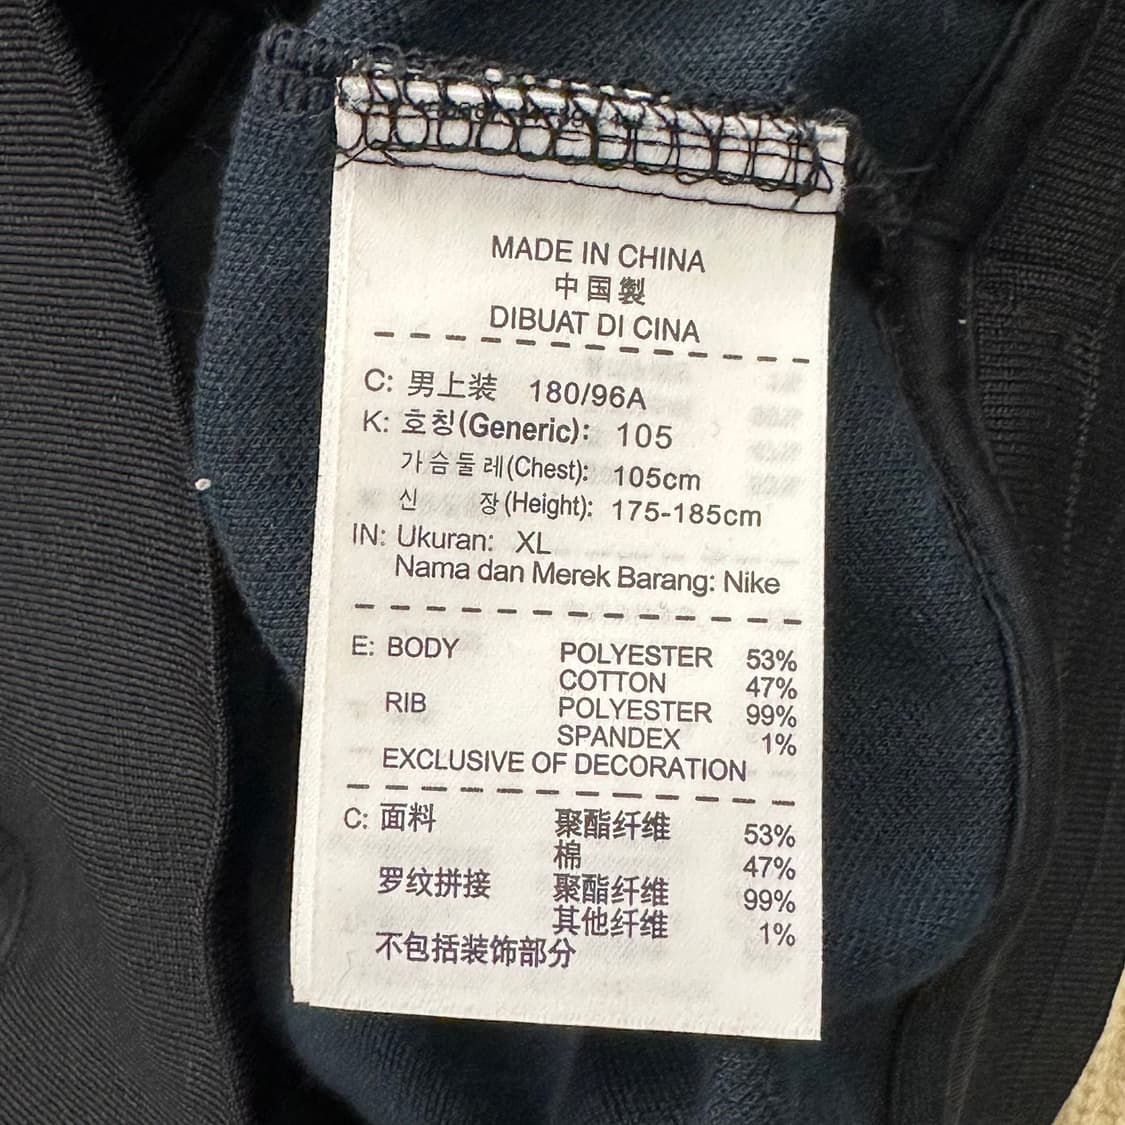 MADE IN CHINA
中国製
DIBUAT DI CINA
C: 男上装 180/96A
K: 호칭(Generic): 105
가슴둘레(Chest): 105cm
신 장(Height): 175-185cm
IN: Ukuran: XL
Nama dan Merek Barang: Nike
E: BODY POLYESTER 53%
COTTON 47%
RIB POLYESTER 99%
SPANDEX 1%
EXCLUSIVE OF DECORATION
C: 面料 聚酯纤维 53%
棉 47%
罗纹拼接 聚酯纤维 99%
其他纤维 1%
不包括装饰部分